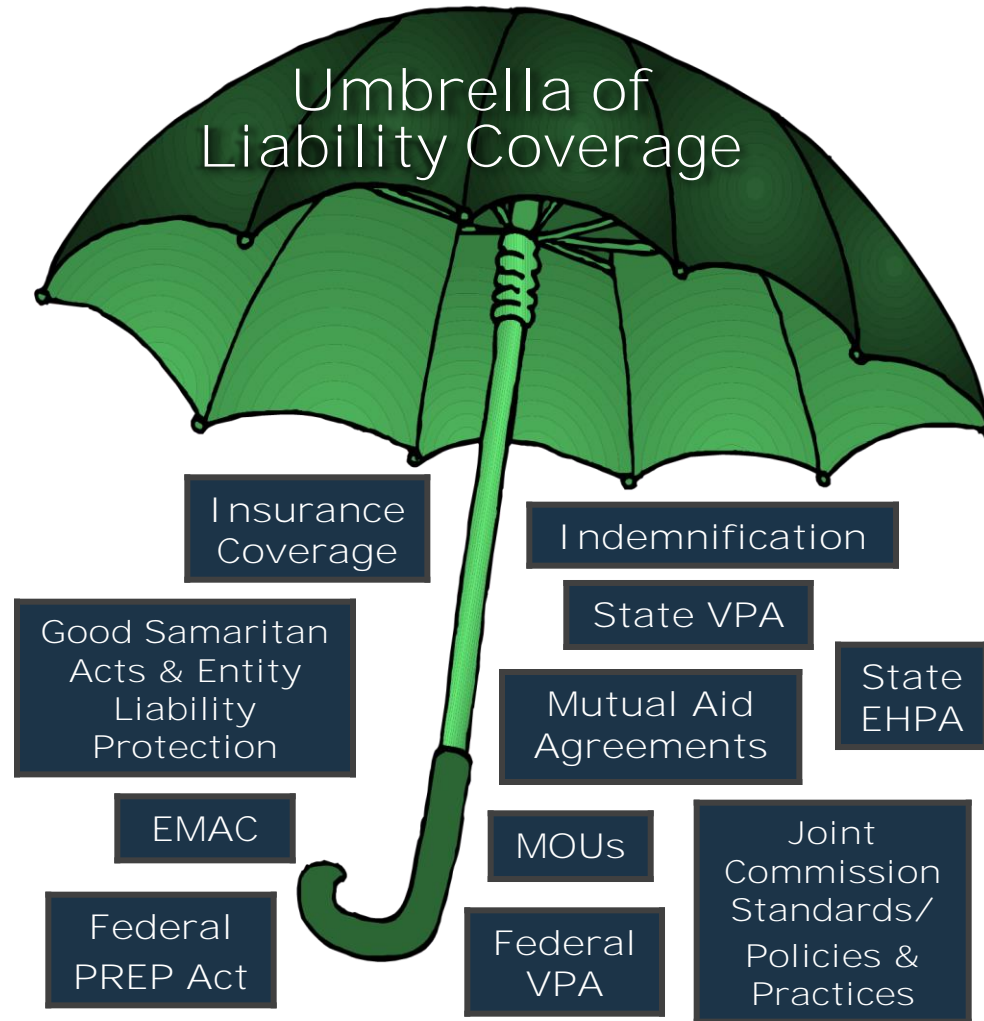 Umbrella of
Liability Coverage
Insurance
Coverage
Indemnification
State VPA
Good Samaritan
Acts & Entity
Liability
Protection
State
EHPA
Mutual Aid
Agreements
EMAC
MOUs
Joint
Commission
Standards/
Policies &
Practices
Federal
PREP Act
Federal
VPA